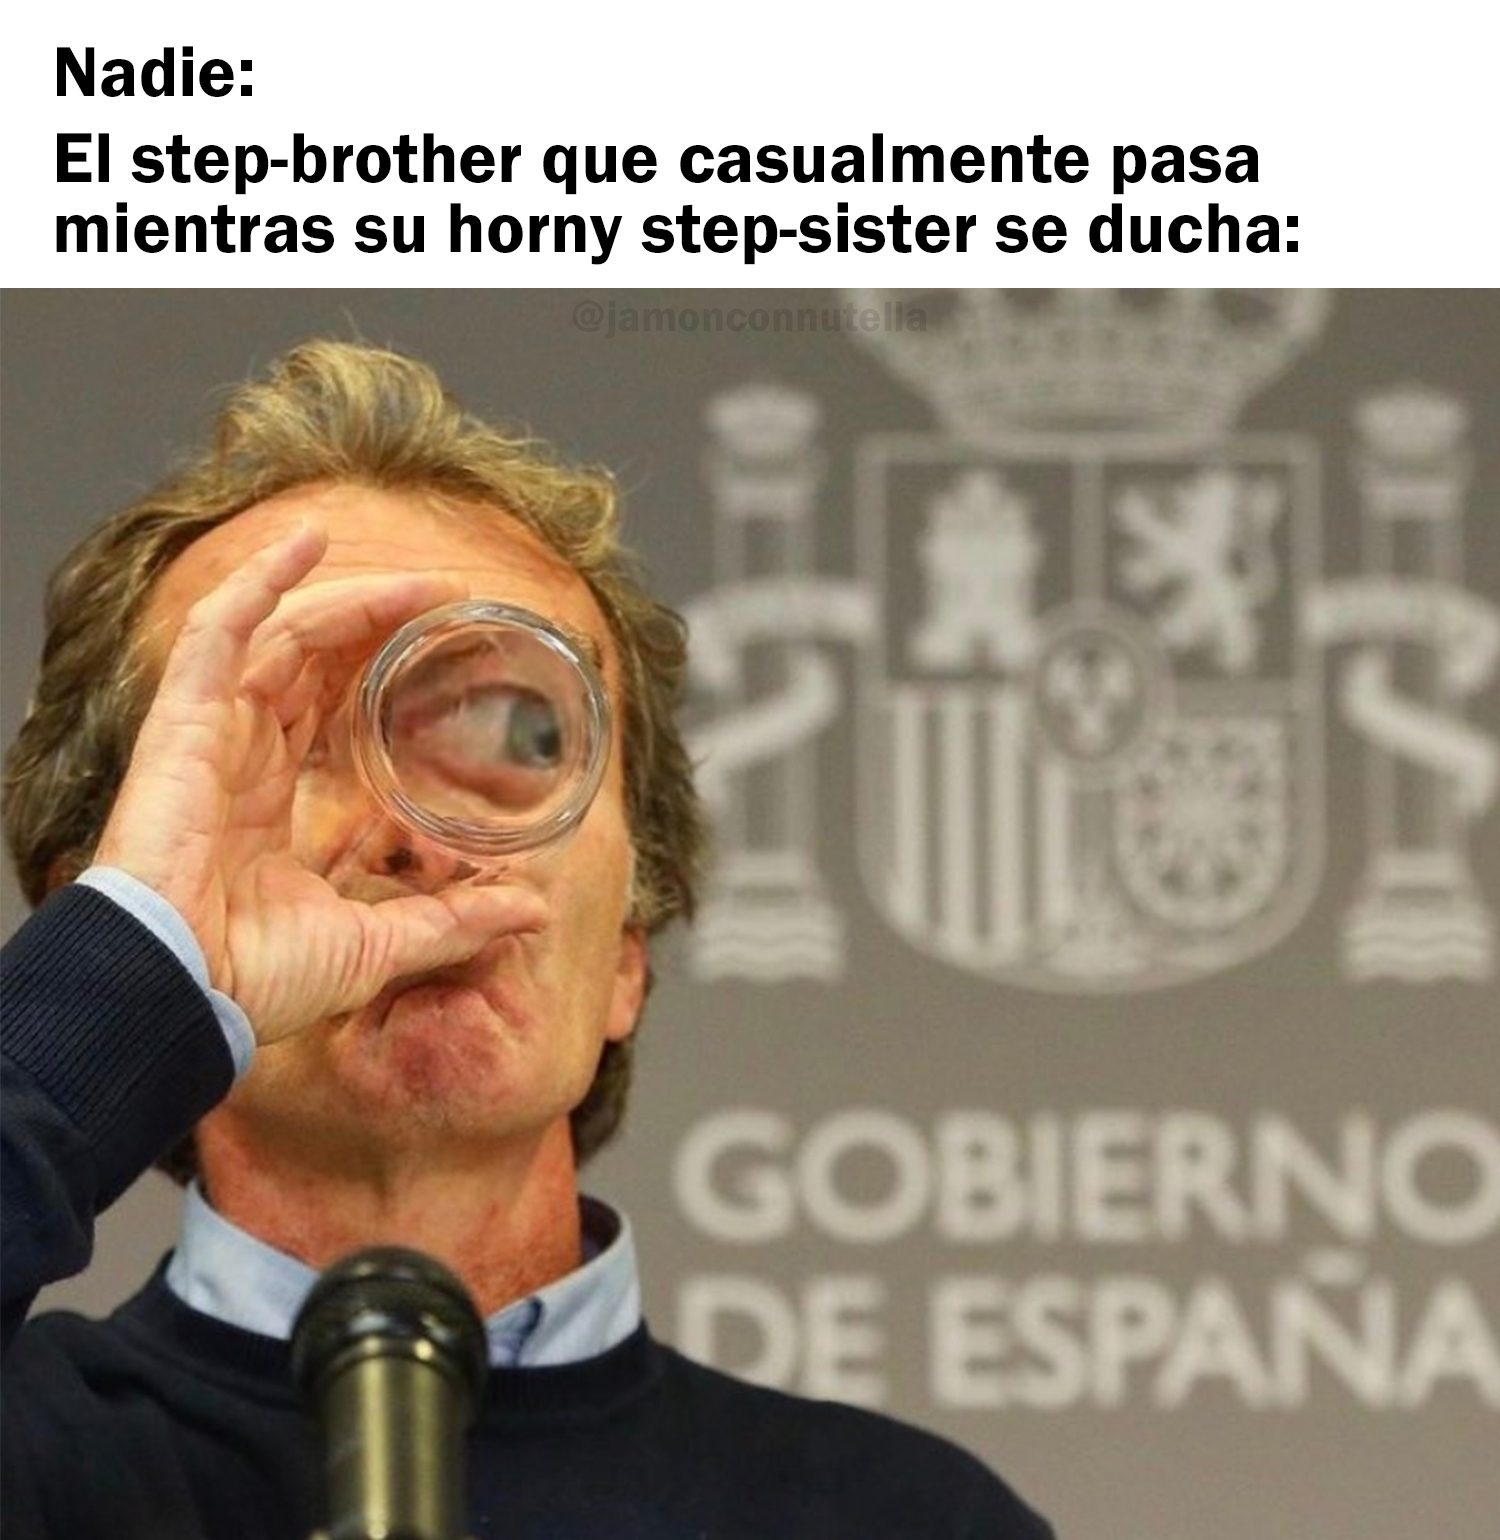 Nadie:
El step-brother que casualmente pasa
mientras su horny step-sister se ducha:
@jamonconnutella
GOBIERNO
DE ESPAÑA